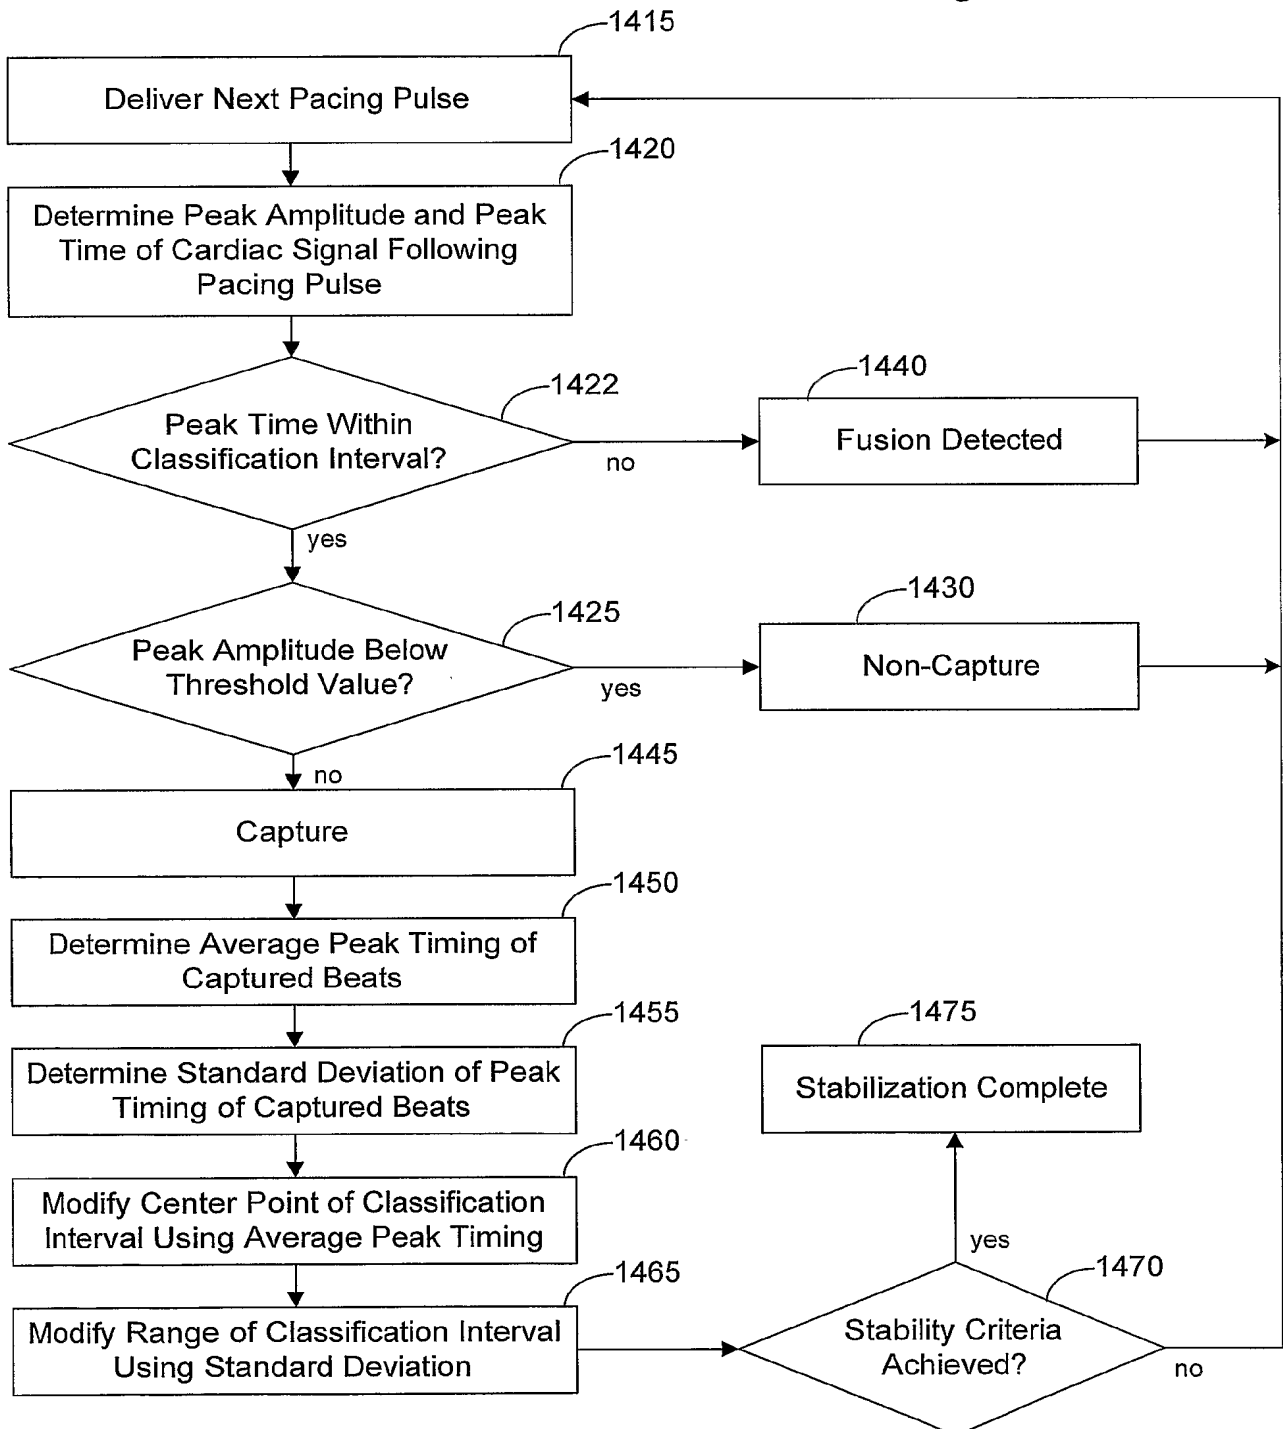 1415
Deliver Next Pacing Pulse
1420
Determine Peak Amplitude and Peak
Time of Cardiac Signal Following
Pacing Pulse
1422
Peak Time Within
Classification Interval?
no
yes
1440
Fusion Detected
1425
Peak Amplitude Below
Threshold Value?
yes
no
1430
Non-Capture
1445
Capture
1450
Determine Average Peak Timing of
Captured Beats
1455
Determine Standard Deviation of Peak
Timing of Captured Beats
1460
Modify Center Point of Classification
Interval Using Average Peak Timing
1465
Modify Range of Classification Interval
Using Standard Deviation
1475
Stabilization Complete
yes
1470
Stability Criteria
Achieved?
no